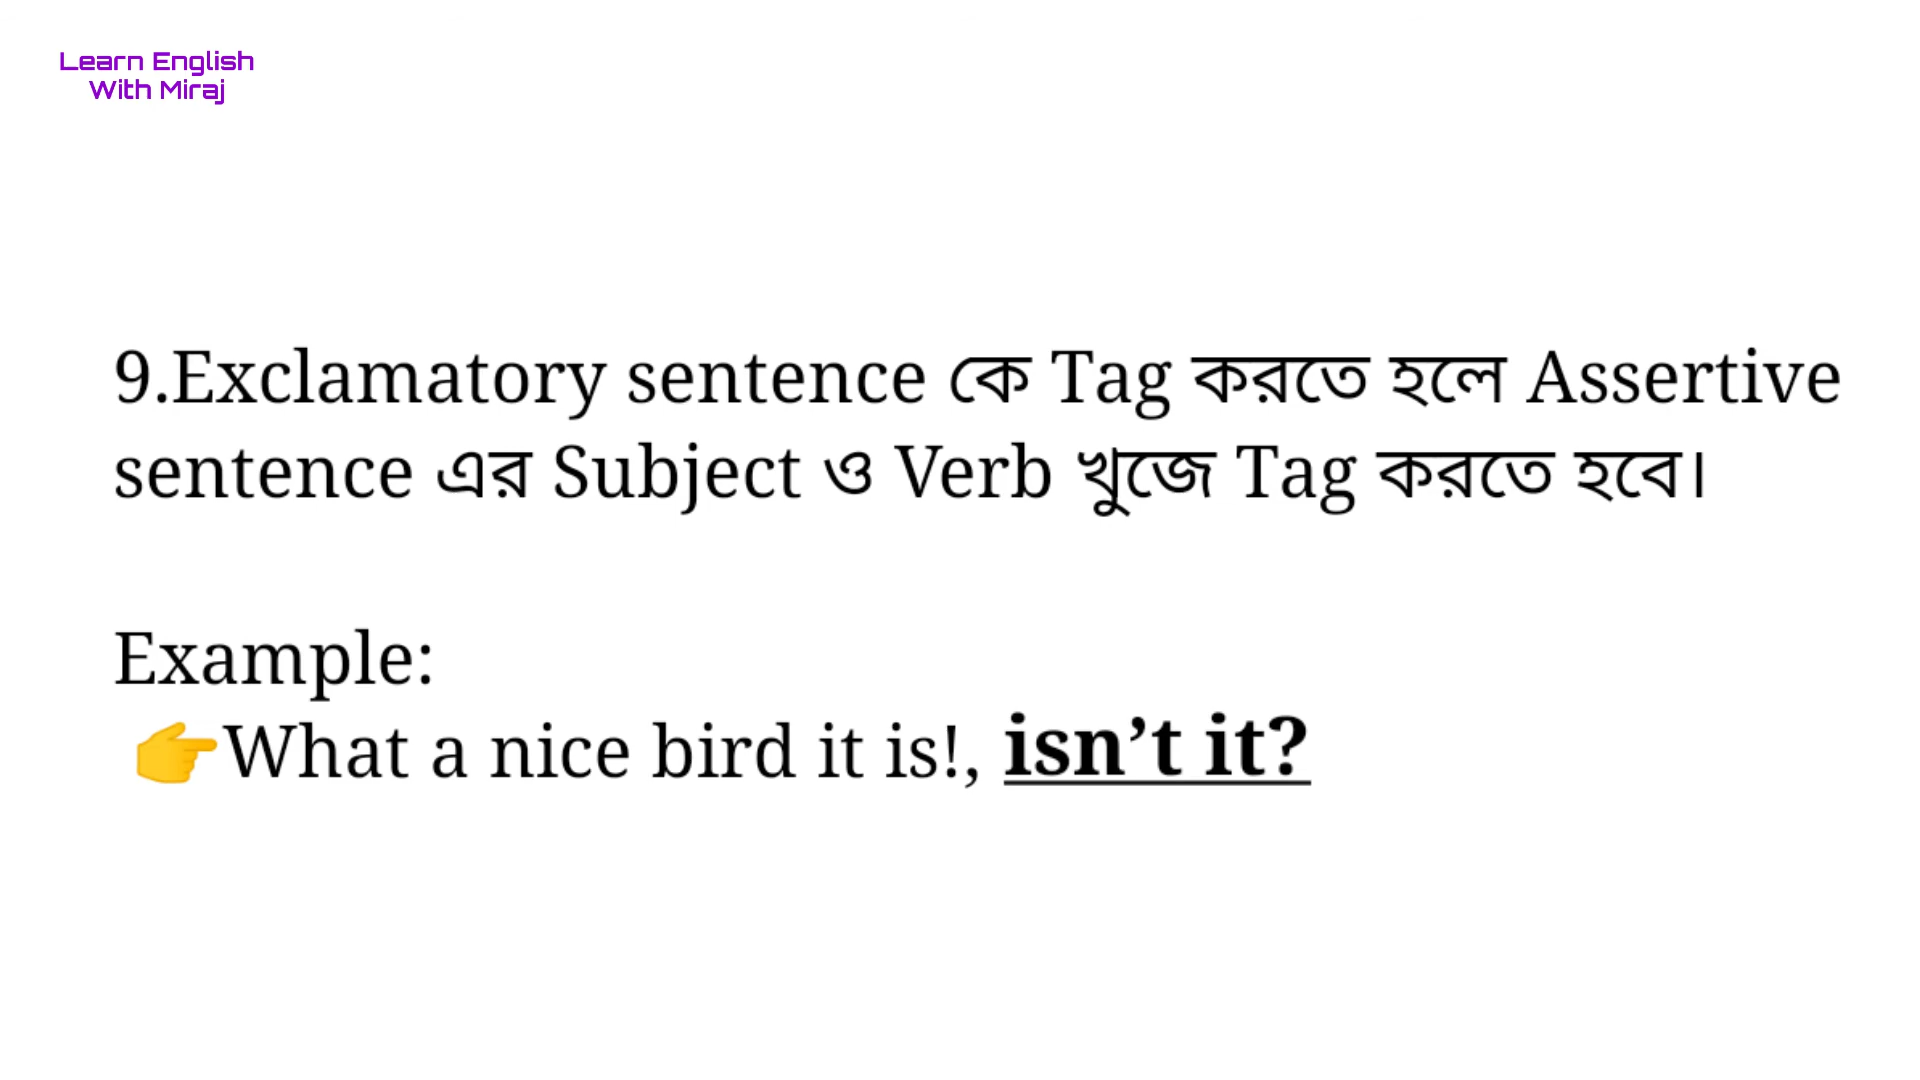 Learn English
With Miraj
9.Exclamatory sentence কে Tag করতে হলে Assertive
sentence এর Subject ও Verb খুজে Tag করতে হবে।
Example:
👉What a nice bird it is!, isn’t it?